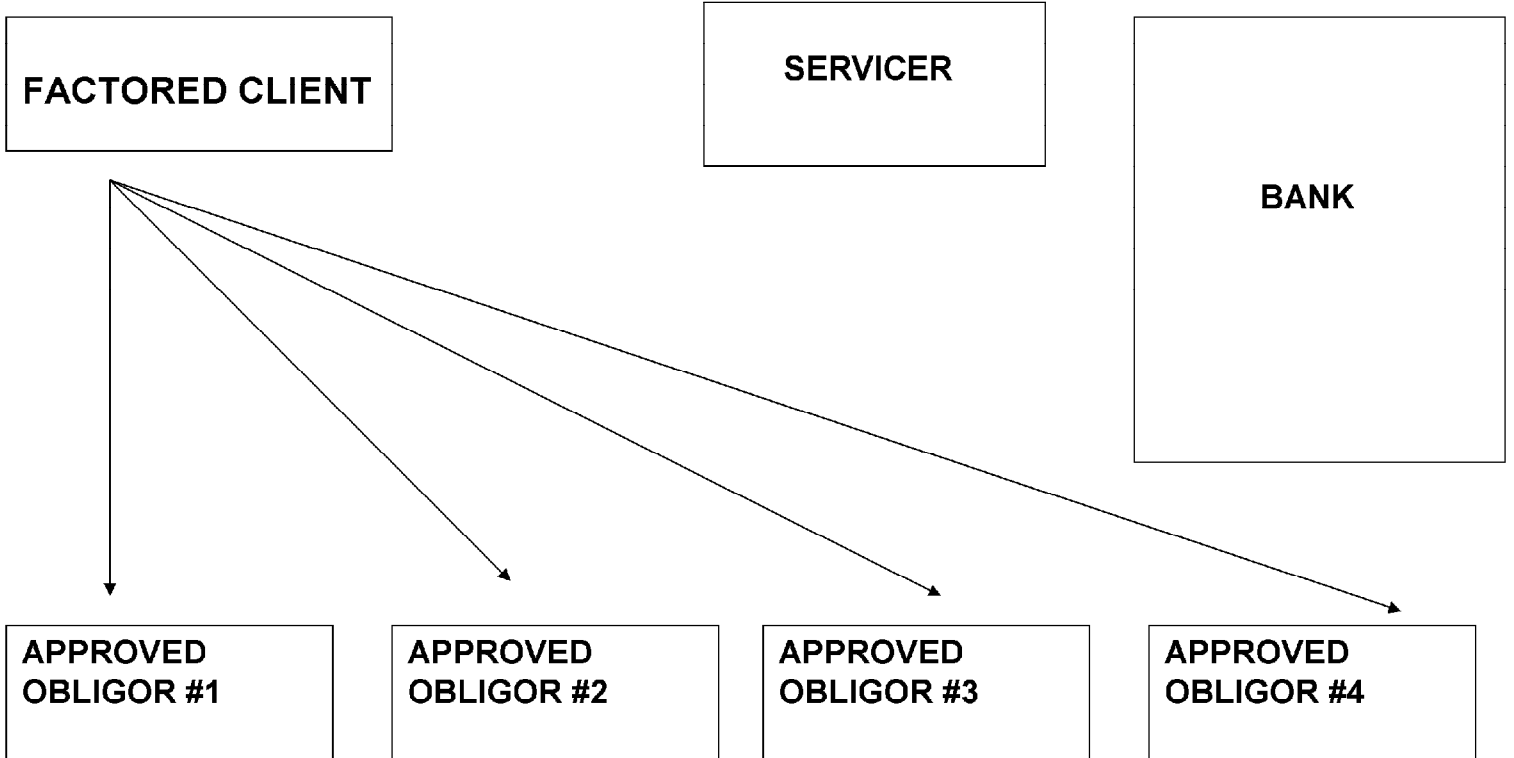 FACTORED CLIENT
SERVICER
BANK
APPROVED
OBLIGOR #1
APPROVED
OBLIGOR #2
APPROVED
OBLIGOR #3
APPROVED
OBLIGOR #4